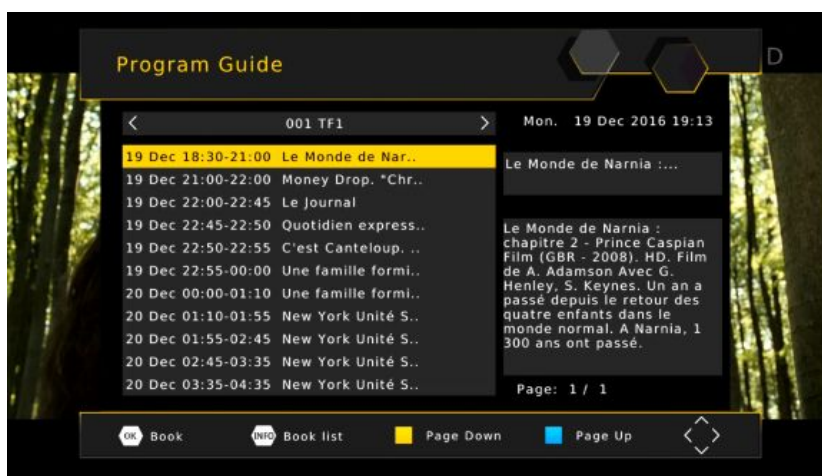 Program Guide
D
001 TF1
Mon. 19 Dec 2016 19:13
19 Dec 18:30-21:00 Le Monde de Nar..
19 Dec 21:00-22:00 Money Drop. "Chr..
19 Dec 22:00-22:45 Le Journal
19 Dec 22:45-22:50 Quotidien express..
19 Dec 22:50-22:55 C'est Canteloup. ..
19 Dec 22:55-00:00 Une famille formi..
20 Dec 00:00-01:10 Une famille formi..
20 Dec 01:10-01:55 New York Unité S..
20 Dec 01:55-02:45 New York Unité S..
20 Dec 02:45-03:35 New York Unité S..
20 Dec 03:35-04:35 New York Unité S..
Le Monde de Narnia :...
Le Monde de Narnia :
chapitre 2 - Prince Caspian
Film (GBR - 2008). HD. Film
de A. Adamson Avec G.
Henley, S. Keynes. Un an a
passé depuis le retour des
quatre enfants dans le
monde normal. A Narnia, 1
300 ans ont passé.
Page: 1 / 1
OK Book
INFO Book list
Page Down
Page Up